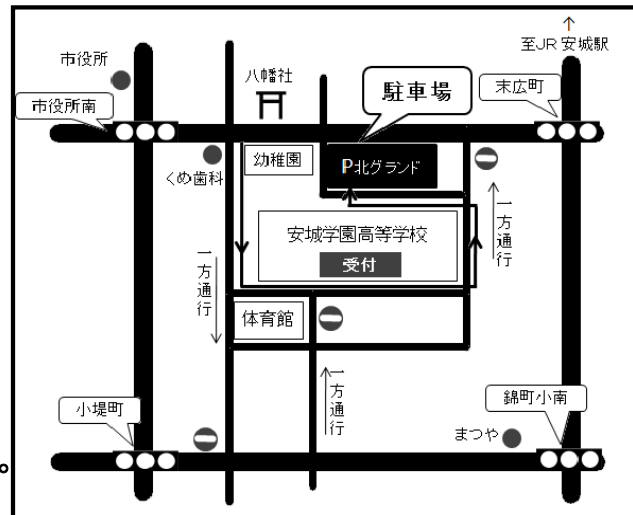 至JR 安城駅
市役所
八幡社
駐車場
末広町
市役所南
幼稚園
P北グランド
くめ歯科
安城学園高等学校
受付
一方通行
一方通行
体育館
一方通行
小堤町
錦町小南
まつや
。